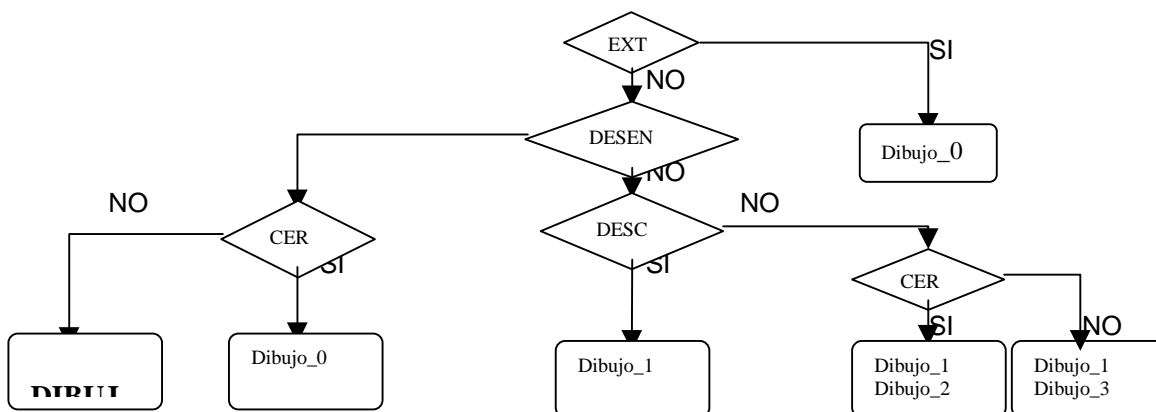 EXT
SI
NO
DESEN
Dibujo_0
NO
NO
DESC
NO
CER
SI
SI
CER
SI
NO
Dibujo_0
Dibujo_1
Dibujo_1
Dibujo_2
Dibujo_1
Dibujo_3